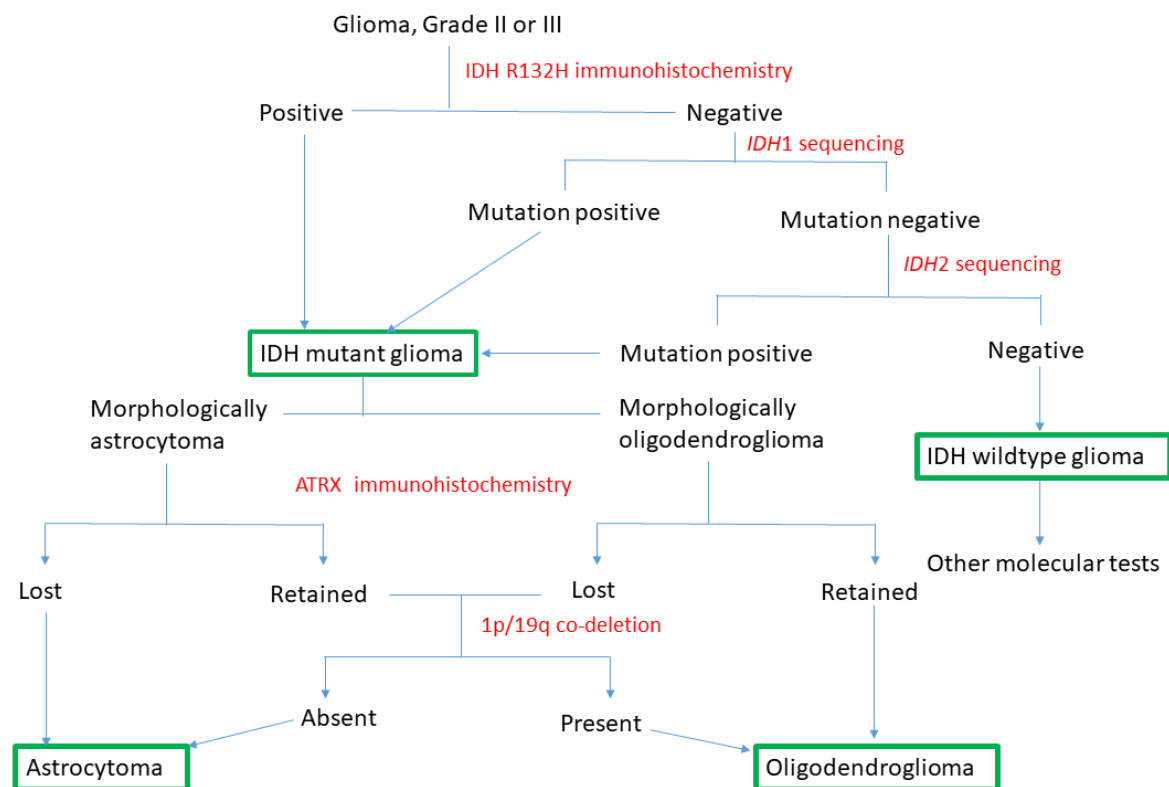 Glioma, Grade II or III
IDH R132H immunohistochemistry
Positive
Negative
IDH1 sequencing
Mutation positive
Mutation negative
IDH2 sequencing
IDH mutant glioma
Mutation positive
Negative
Morphologically
astrocytoma
Morphologically
oligodendroglioma
IDH wildtype glioma
ATRX immunohistochemistry
Other molecular tests
Lost
Retained
Lost
Retained
1p/19q co-deletion
Absent
Present
Astrocytoma
Oligodendroglioma